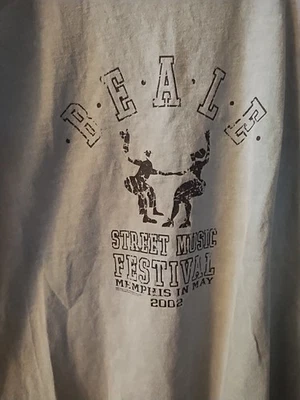 ·B·E·A·L·E·
STREET MUSIC
FESTIVAL
MEMPHIS IN MAY
2002